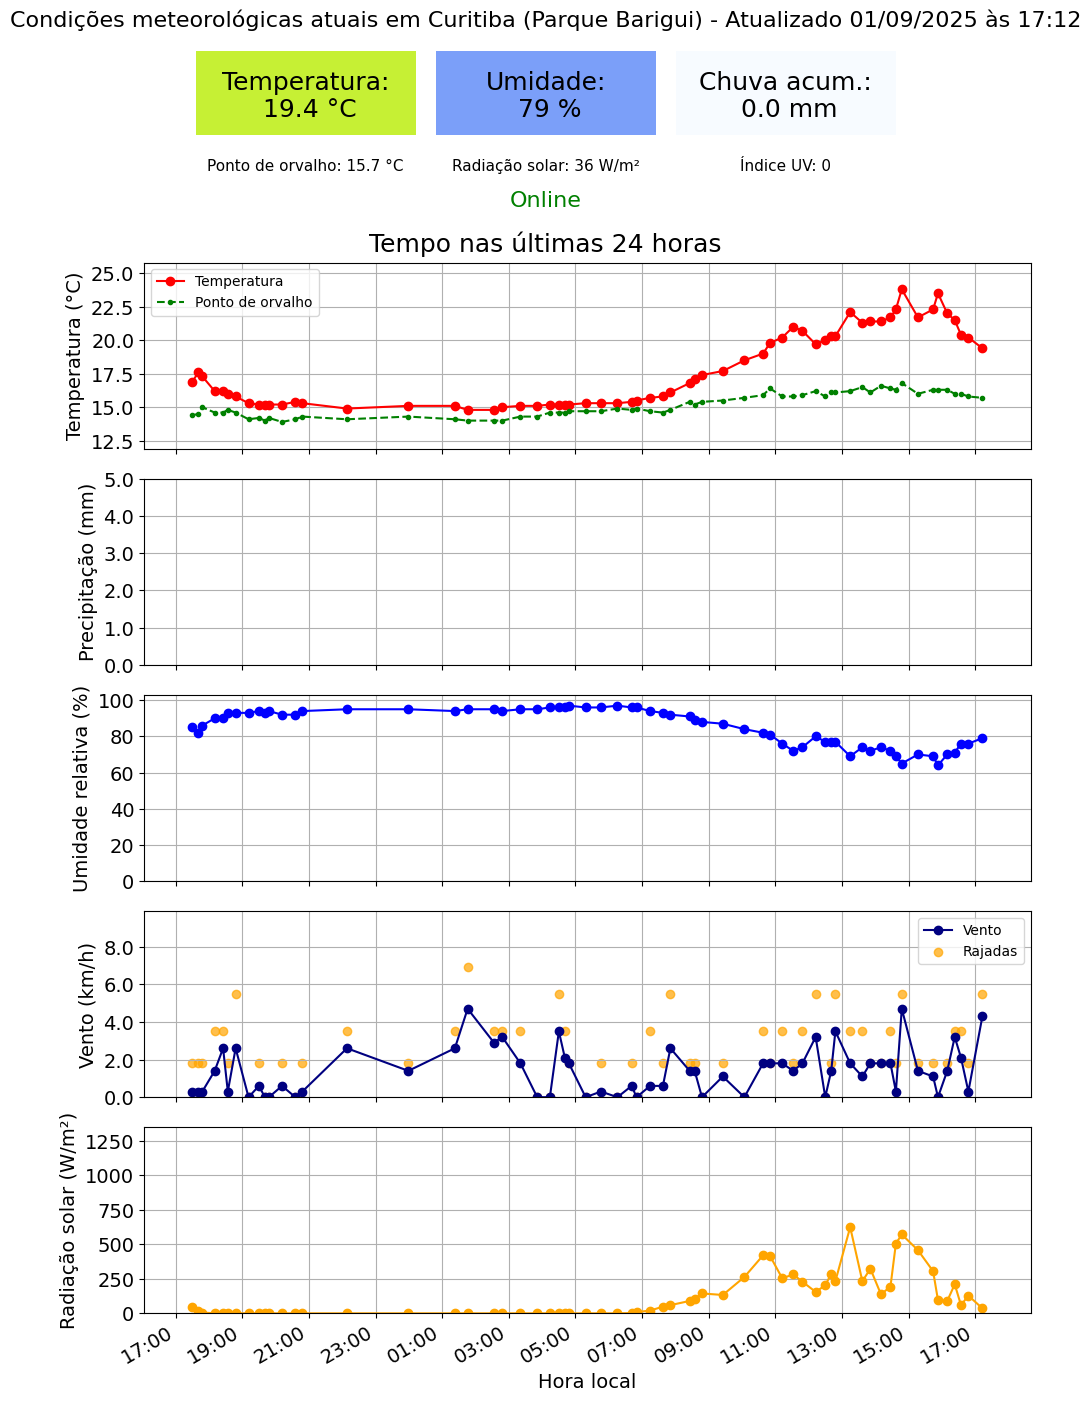 Condições meteorológicas atuais em Curitiba (Parque Barigui) - Atualizado 01/09/2025 às 17:12
Temperatura:
19.4 °C
Umidade:
79 %
Chuva acum.:
0.0 mm
Ponto de orvalho: 15.7 °C
Radiação solar: 36 W/m²
Índice UV: 0
Online
Tempo nas últimas 24 horas
Temperatura (°C)
25.0
22.5
20.0
17.5
15.0
12.5
Temperatura
Ponto de orvalho
Precipitação (mm)
5.0
4.0
3.0
2.0
1.0
0.0
Umidade relativa (%)
100
80
60
40
20
0
Vento (km/h)
8.0
6.0
4.0
2.0
0.0
Vento
Rajadas
Radiação solar (W/m²)
1250
1000
750
500
250
0
17:00
19:00
21:00
23:00
01:00
03:00
05:00
07:00
09:00
11:00
13:00
15:00
17:00
Hora local